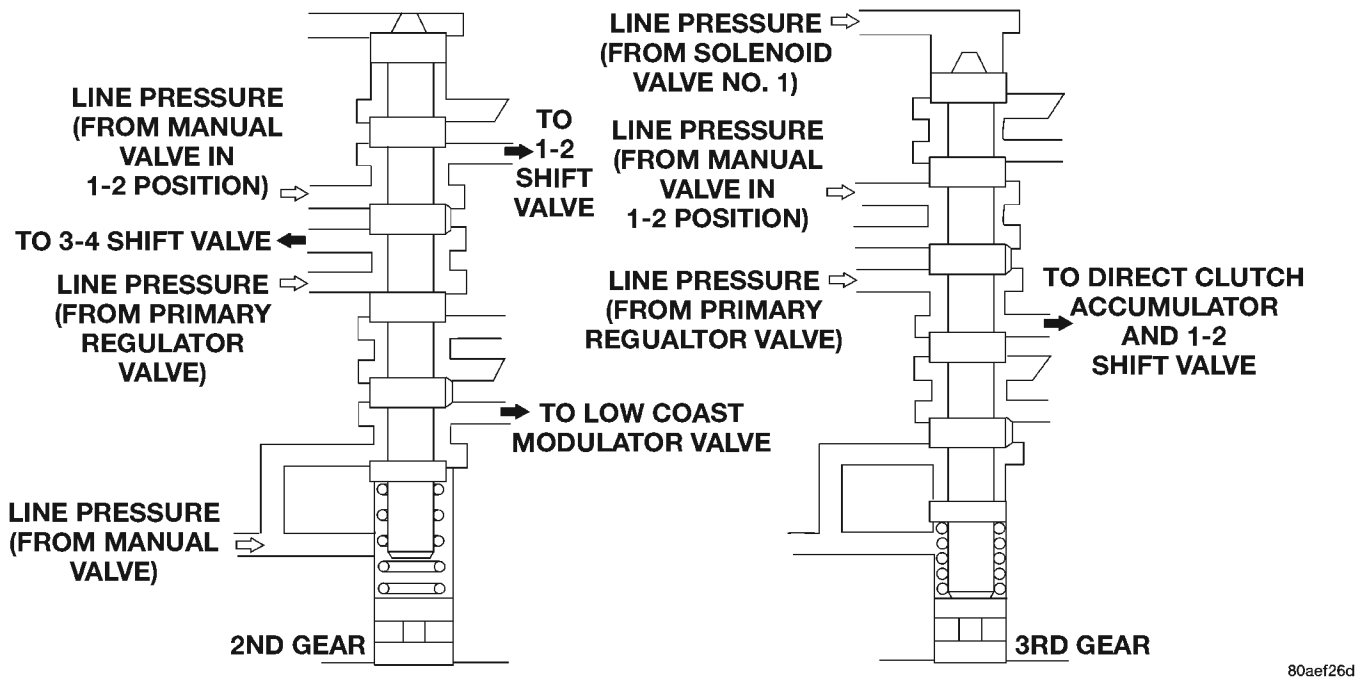 LINE PRESSURE
(FROM MANUAL
VALVE IN
1-2 POSITION)
TO
1-2
SHIFT
VALVE
TO 3-4 SHIFT VALVE
LINE PRESSURE
(FROM PRIMARY
REGULATOR
VALVE)
TO LOW COAST
MODULATOR VALVE
LINE PRESSURE
(FROM MANUAL
VALVE)
2ND GEAR
LINE PRESSURE
(FROM SOLENOID
VALVE NO. 1)
LINE PRESSURE
(FROM MANUAL
VALVE IN
1-2 POSITION)
LINE PRESSURE
(FROM PRIMARY
REGUALTOR VALVE)
TO DIRECT CLUTCH
ACCUMULATOR
AND 1-2
SHIFT VALVE
3RD GEAR
80aef26d